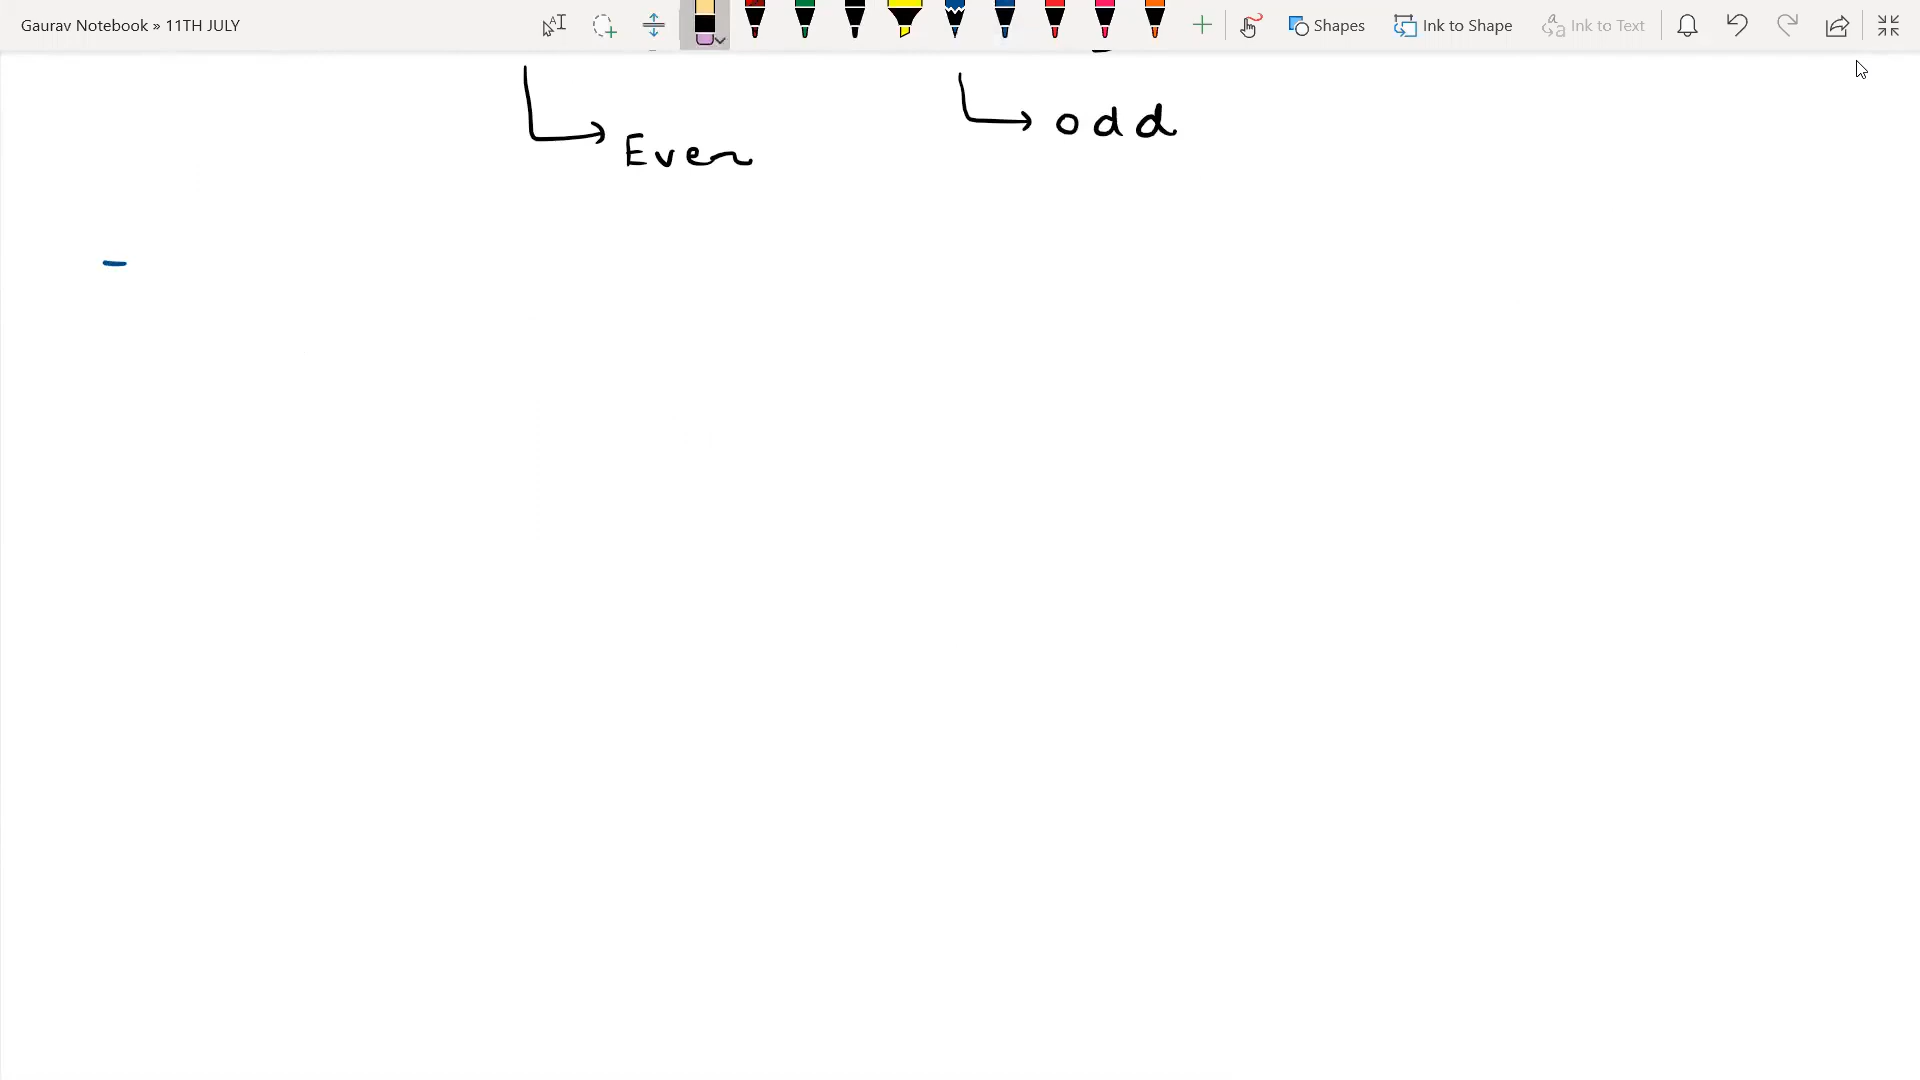 Gaurav Notebook » 11TH JULY
Shapes
Ink to Shape
Ink to Text
Even
odd